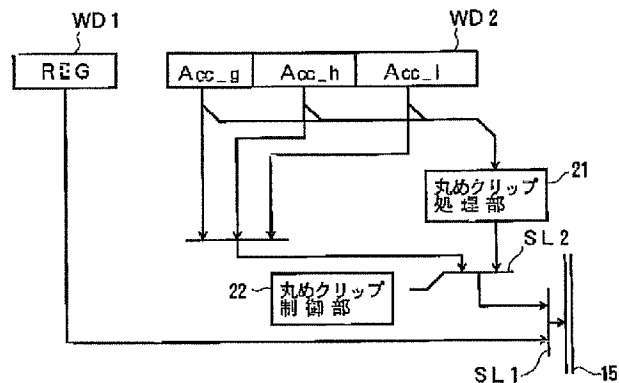 WD1
WD2
REG
Acc_g
Acc_h
Acc_l
丸めクリップ
処理部
21
SL2
22
丸めクリップ
制御部
SL1
15